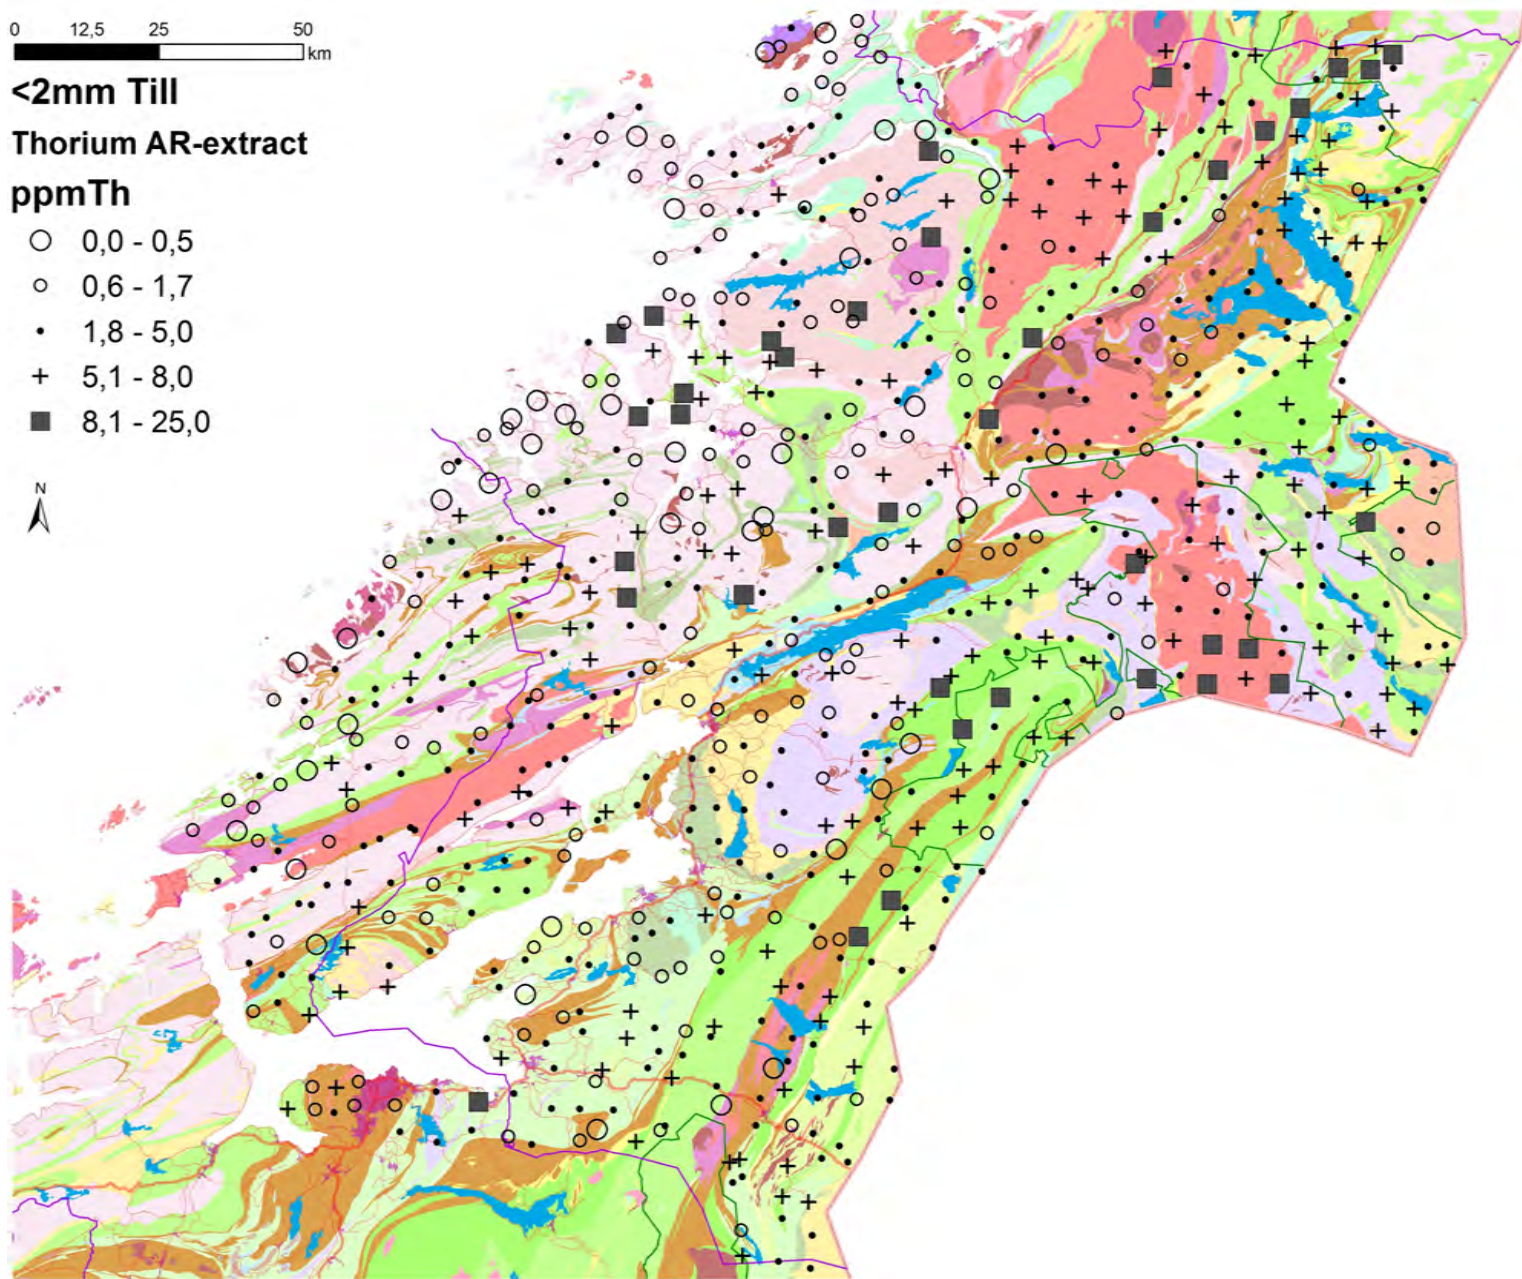 0 12,5 25 50
km
<2mm Till
Thorium AR-extract
ppmTh
0,0 - 0,5
0,6 - 1,7
1,8 - 5,0
5,1 - 8,0
8,1 - 25,0
N